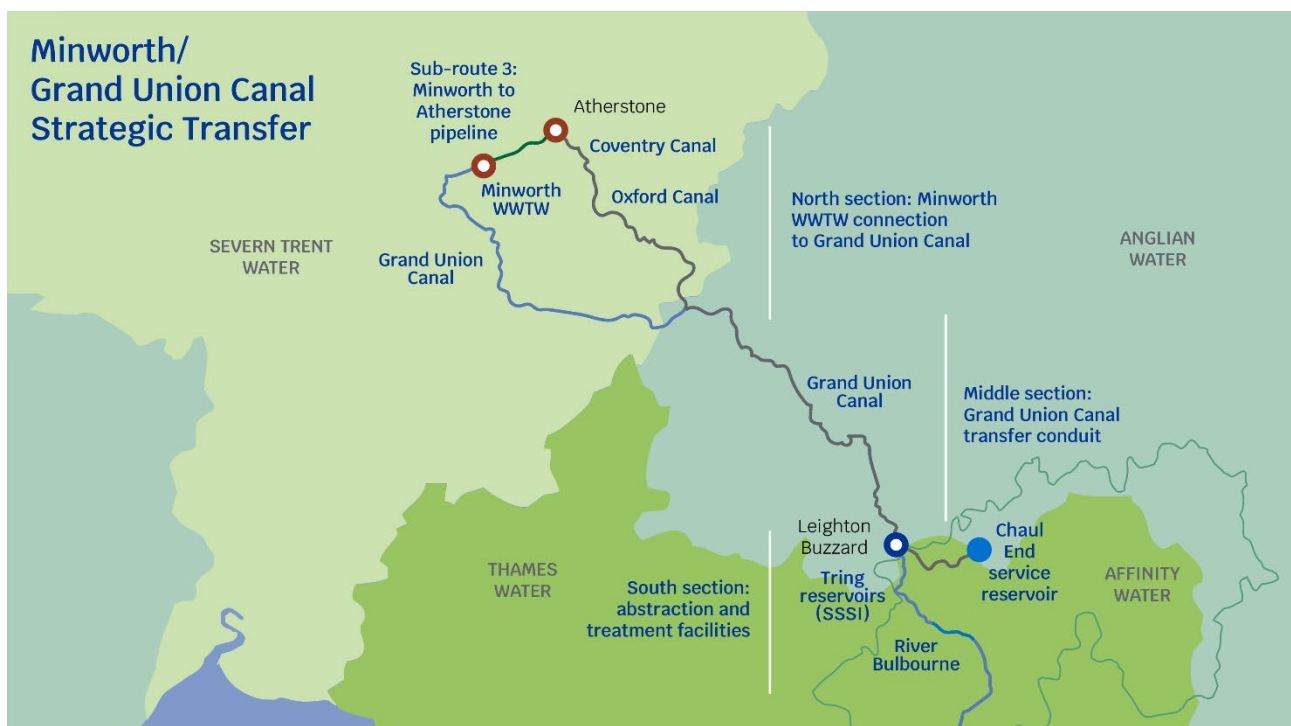 Minworth/
Grand Union Canal
Strategic Transfer
Sub-route 3:
Minworth to
Atherstone
pipeline
Atherstone
Coventry Canal
Minworth
WWTW
Oxford Canal
North section: Minworth
WWTW connection
to Grand Union Canal
SEVERN TRENT
WATER
Grand Union
Canal
ANGLIAN
WATER
Grand Union
Canal
Middle section:
Grand Union Canal
transfer conduit
Leighton
Buzzard
Chaul
End
service
reservoir
THAMES
WATER
South section:
abstraction and
treatment facilities
Tring
reservoirs
(SSSI)
AFFINITY
WATER
River
Bulbourne